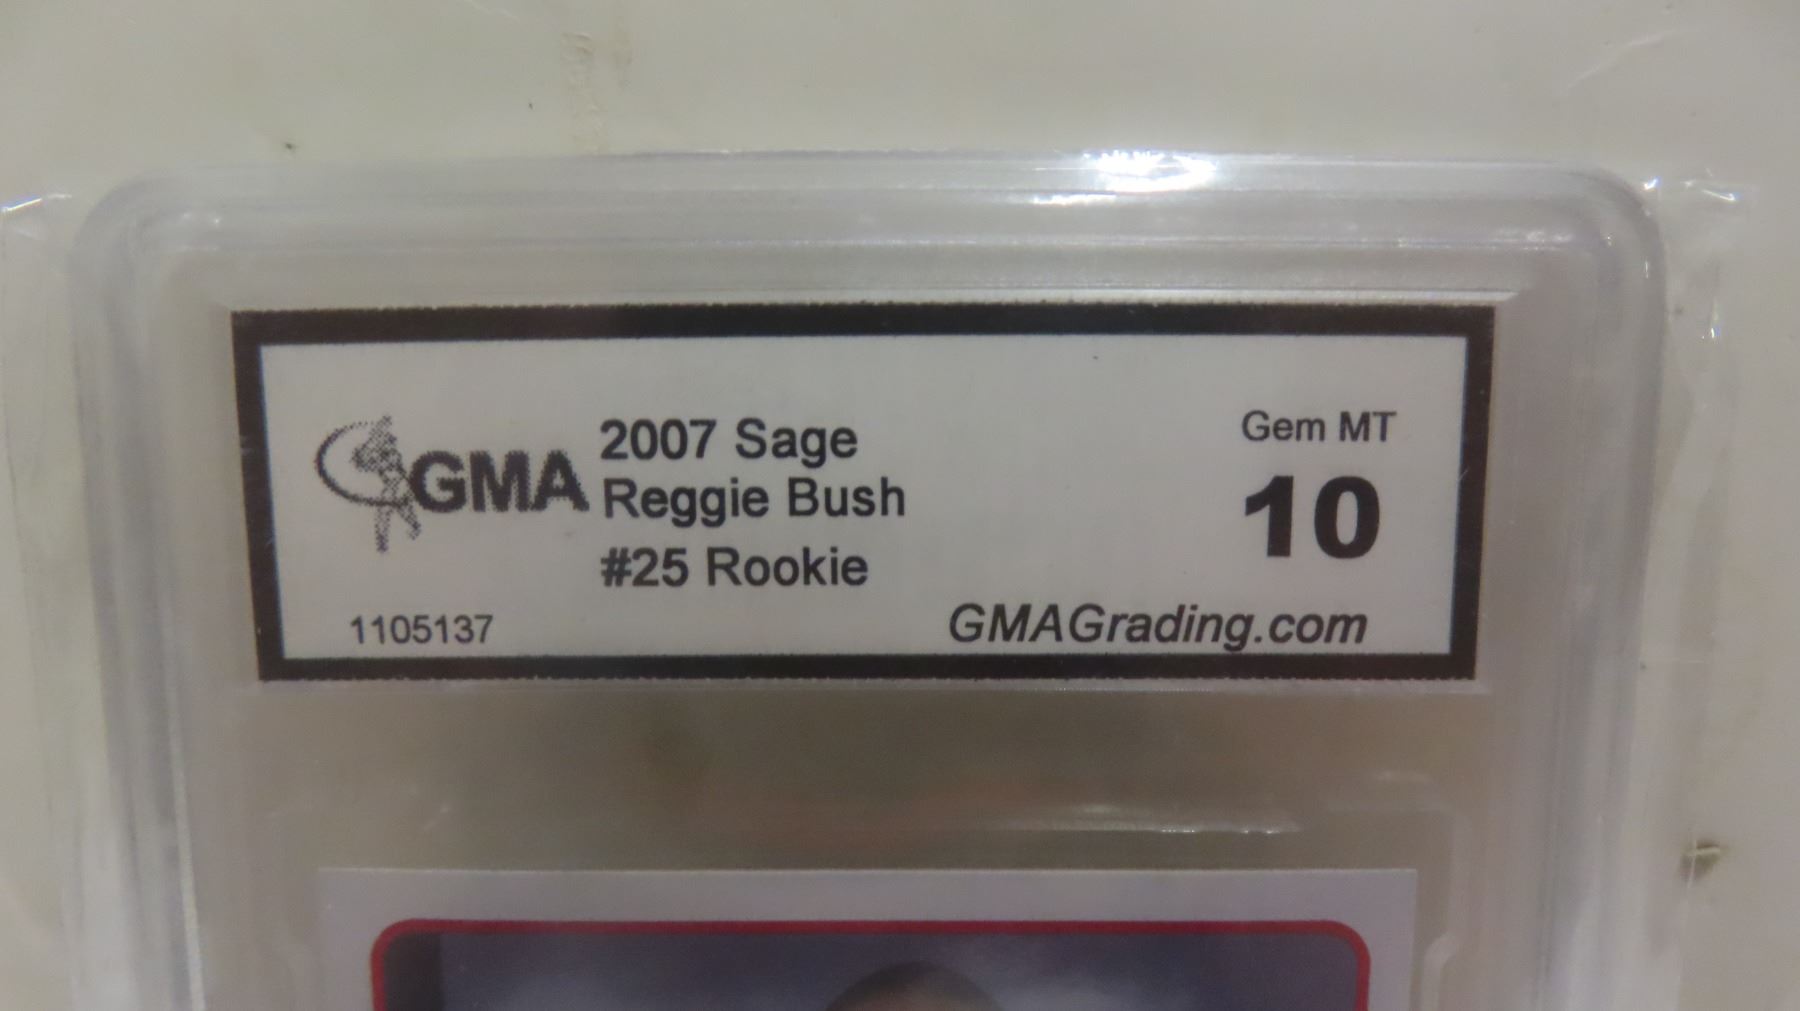 GMA
2007 Sage
Reggie Bush
#25 Rookie
1105137
Gem MT
10
GMAGrading.com